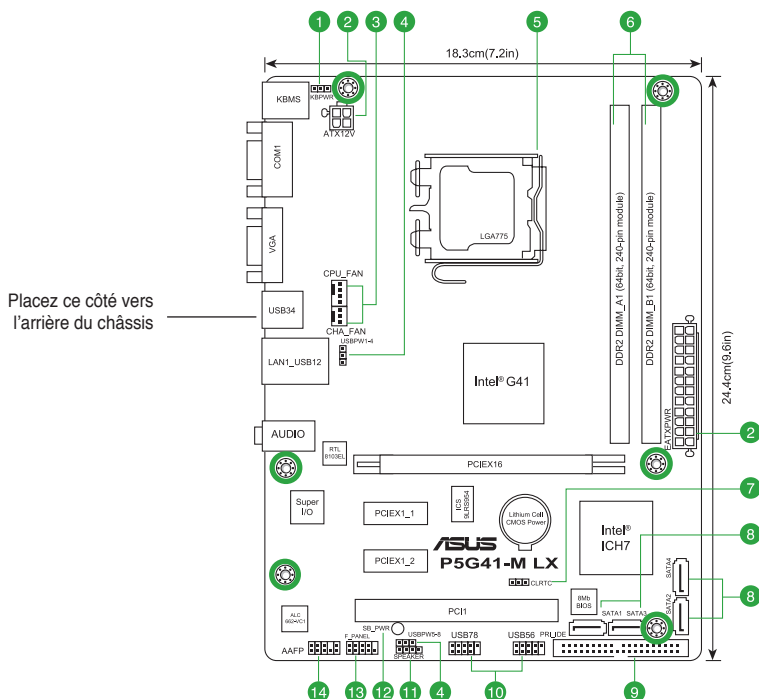 1 2 3 4 5 6
18.3cm(7.2in)
KBMS
KBPWR
ATX12V
COM1
VGA
LGA775
DDR2 DIMM_A1 (64bit, 240-pin module)
DDR2 DIMM_B1 (64bit, 240-pin module)
24.4cm(9.6in)
CPU_FAN
Placez ce côté vers
l'arrière du châssis
USB34
CHA_FAN
USBPW1-4
LAN1_USB12
Intel® G41
EATXPWR
2
AUDIO
RTL
8103EL
PCIEX16
7
Super
I/O
PCIEX1_1
ICS
9LRS954
Lithium Cell
CMOS Power
Intel®
ICH7
8
ASUS
P5G41-M LX
PCIEX1_2
CLRTC
SATA4
8Mb
BIOS
SATA1
SATA3
SATA2
8
ALC
662-VC1
PCI1
SB_PWR
USBPW5-8
AAFP
F_PANEL
SPEAKER
USB78
USB56
PRI_IDE
14 13 12 11 4 10 9